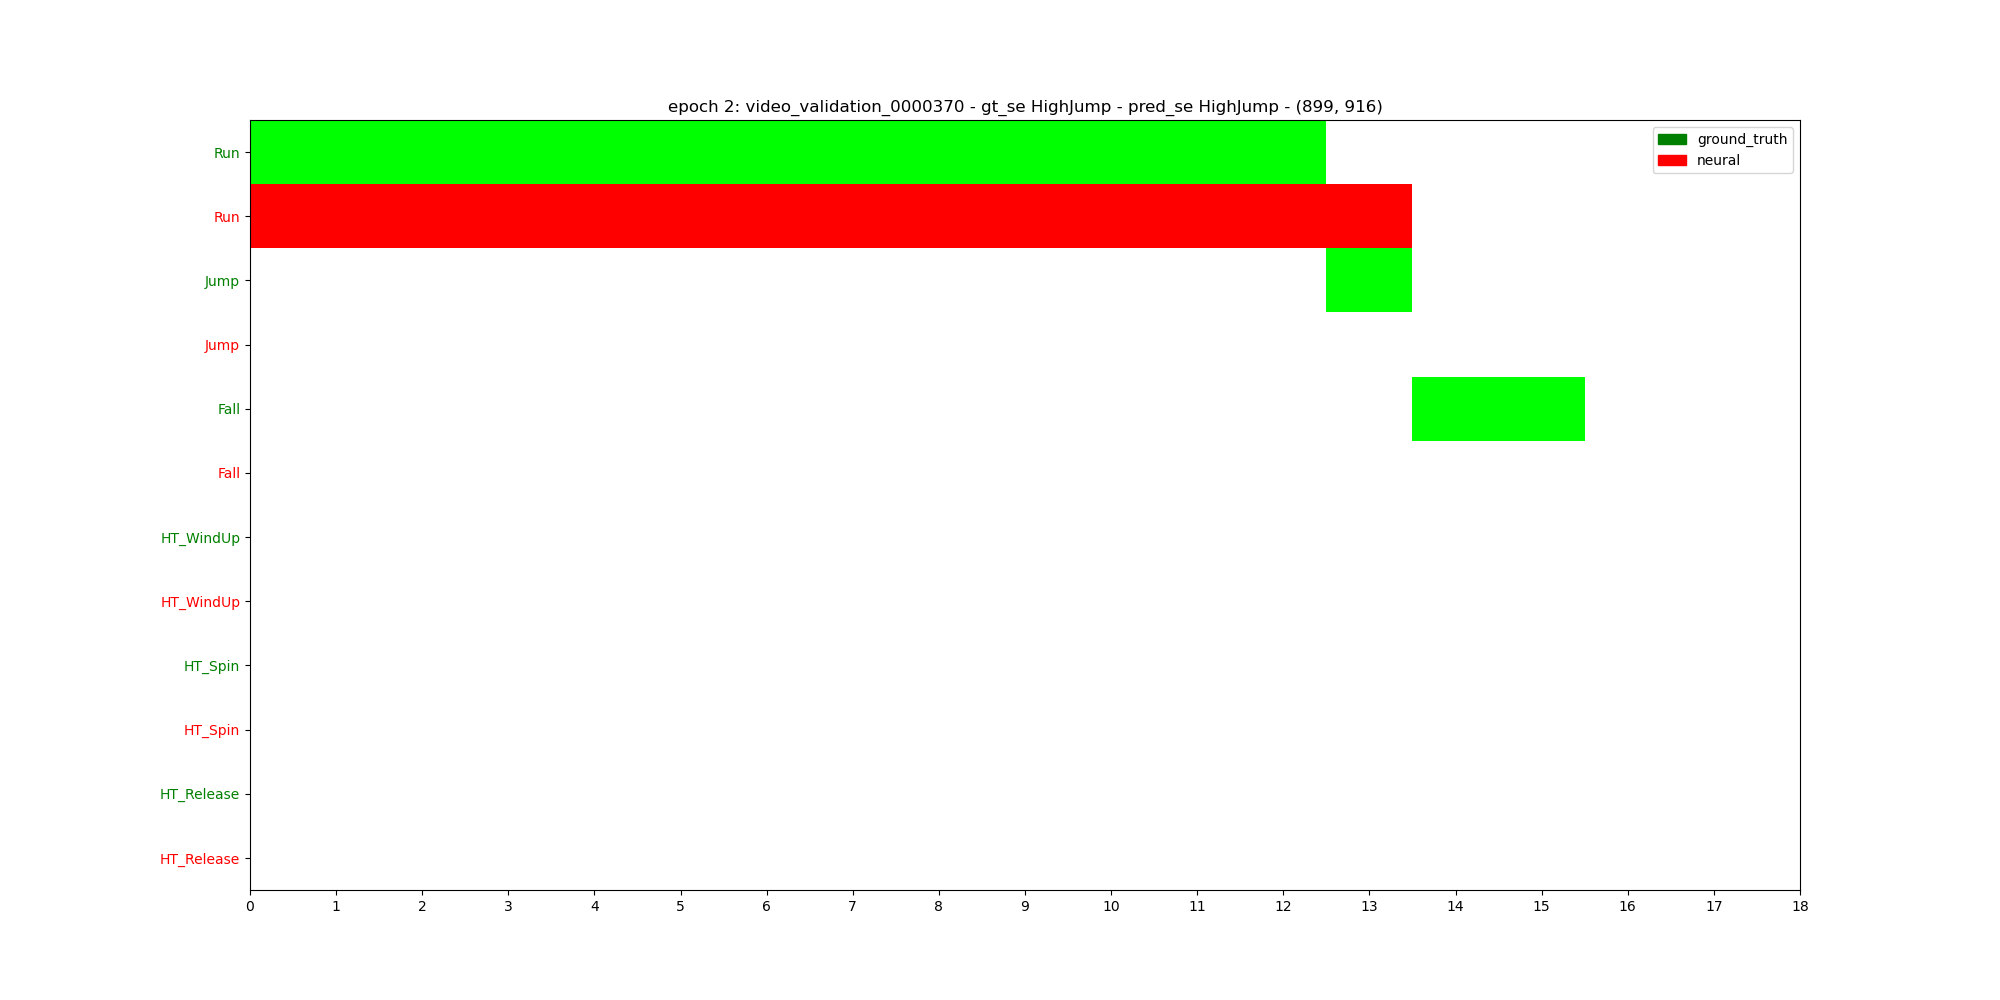 epoch 2: video_validation_0000370 - gt_se HighJump - pred_se HighJump - (899, 916)
ground_truth
neural
Run
Run
Jump
Jump
Fall
Fall
HT_WindUp
HT_WindUp
HT_Spin
HT_Spin
HT_Release
HT_Release
0 1 2 3 4 5 6 7 8 9 10 11 12 13 14 15 16 17 18